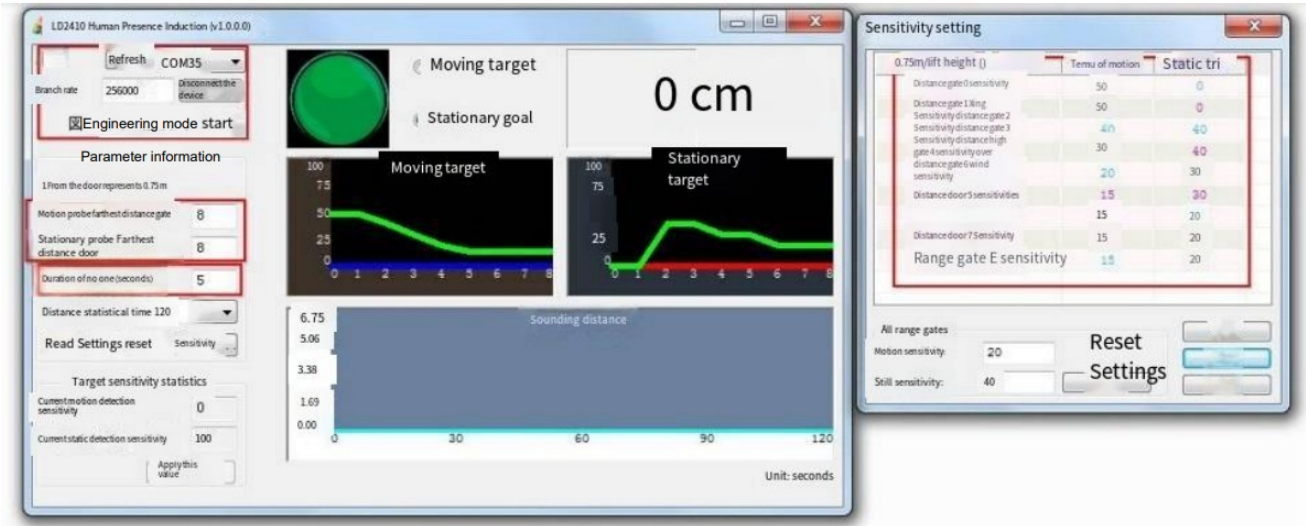 LD2410 Human Presence Induction (v1.0.0.0)
Refresh COM35
Branch rate 256000 Disconnect the
device
Engineering mode start
Parameter information
1 From the door represents 0.75m
Motion probe farthest distance gate 8
Stationary probe Farthest
distance door 8
Duration of no one (seconds) 5
Distance statistical time 120
Read Settings reset Sensitivity ..
Target sensitivity statistics
Current motion detection
sensitivity 0
Current static detection sensitivity 100
Apply this
value
Moving target
Stationary goal
0 cm
Moving target
100
75
50
25
0
0 1 2 3 4 5 6 7 8
Stationary
target
100
75
25
0
0 1 2 3 4 5 6 7 8
Sounding distance
6.75
5.06
3.38
1.69
0.00
0 30 60 90 120
Unit: seconds
Sensitivity setting
0.75m/lift height () Temu of motion Static tri
Distance gate 0 sensitivity 50 0
Distance gate 1 Xing 50 0
Sensitivity distance gate 2
Sensitivity distance gate 3 40 40
Sensitivity distance high
gate 4 sensitivity over 30 40
distance gate 6 wind
sensitivity 20 30
Distance door 5 sensitivities 15 30
15 20
Distance door 7 Sensitivity 15 20
Range gate E sensitivity 15 20
All range gates
Motion sensitivity: 20
Still sensitivity: 40
Reset
Settings